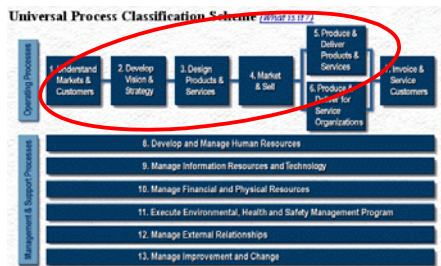 Universal Process Classification Scheme (What is it?)
Operating Processes
1. Understand
Markets &
Customers
2. Develop
Vision &
Strategy
3. Design
Products &
Services
4. Market
& Sell
5. Produce &
Deliver
Products &
Services
6. Produce &
Deliver for
Service
Organizations
7. Invoice &
Service
Customers
Management & Support Processes
8. Develop and Manage Human Resources
9. Manage Information Resources and Technology
10. Manage Financial and Physical Resources
11. Execute Environmental, Health and Safety Management Program
12. Manage External Relationships
13. Manage Improvement and Change